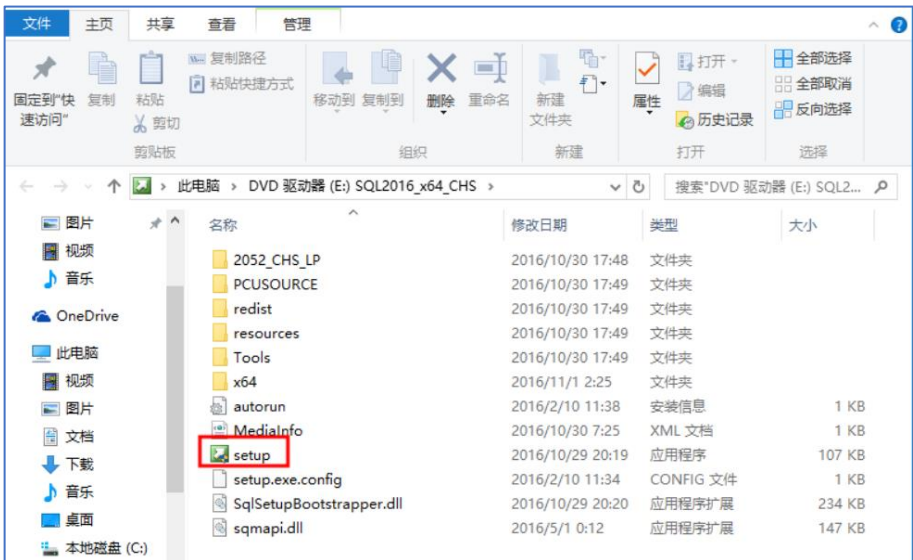 文件 主页 共享 查看 管理
固定到"快速访问" 复制 粘贴 复制路径 粘贴快捷方式 剪切 移动到 复制到 删除 重命名 新建文件夹 属性 打开 编辑 历史记录 全部选择 全部取消 反向选择
剪贴板 组织 新建 打开 选择
此电脑 › DVD 驱动器 (E:) SQL2016_x64_CHS › 搜索"DVD 驱动器 (E:) SQL2...
图片
视频
音乐
OneDrive
此电脑
视频
图片
文档
下载
音乐
桌面
本地磁盘 (C:)
名称 修改日期 类型 大小
2052_CHS_LP 2016/10/30 17:48 文件夹
PCUSOURCE 2016/10/30 17:49 文件夹
redist 2016/10/30 17:49 文件夹
resources 2016/10/30 17:49 文件夹
Tools 2016/10/30 17:49 文件夹
x64 2016/11/1 2:25 文件夹
autorun 2016/2/10 11:38 安装信息 1 KB
MediaInfo 2016/10/30 7:25 XML 文档 1 KB
setup 2016/10/29 20:19 应用程序 107 KB
setup.exe.config 2016/2/10 11:34 CONFIG 文件 1 KB
SqlSetupBootstrapper.dll 2016/10/29 20:20 应用程序扩展 234 KB
sqmapi.dll 2016/5/1 0:12 应用程序扩展 147 KB